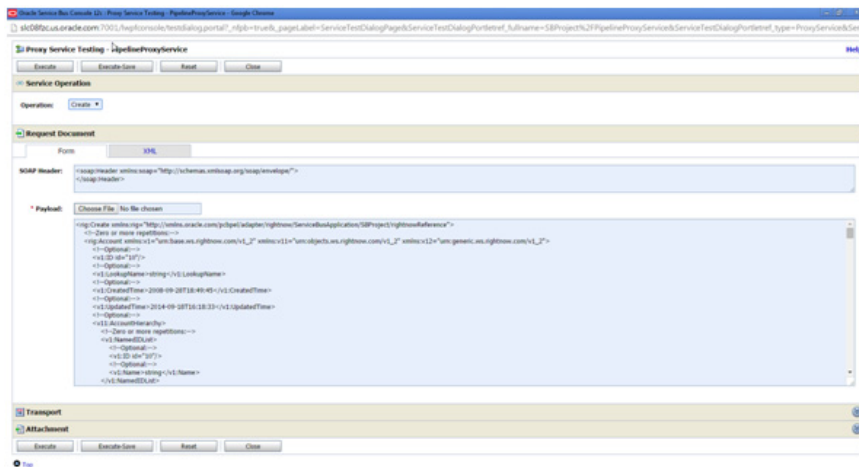 Oracle Service Bus Console 12c : Proxy Service Testing - PipelineProxyService - Google Chrome
slc08fzc.us.oracle.com:7001/lwpfconsole/testdialog.portal?_nfpb=true&_pageLabel=ServiceTestDialogPage&ServiceTestDialogPortletref_fullname=SBProject%2FPipelineProxyService&ServiceTestDialogPortletref_type=ProxyService&Ser
Proxy Service Testing - PipelineProxyService
Help
Execute Execute-Save Reset Close
Service Operation
Operation: Create
Request Document
Form XML
SOAP Header: <soap:Header xmlns:soap="http://schemas.xmlsoap.org/soap/envelope/">
</soap:Header>
* Payload: Choose File No file chosen
<rig:Create xmlns:rig="http://xmlns.oracle.com/pcbpel/adapter/rightnow/ServiceBusApplication/SBProject/rightnowReference">
<!--Zero or more repetitions:-->
<rig:Account xmlns:v1="urn:base.ws.rightnow.com/v1_2" xmlns:v11="urn:objects.ws.rightnow.com/v1_2" xmlns:v12="urn:generic.ws.rightnow.com/v1_2">
<!--Optional:-->
<v1:ID id="10"/>
<!--Optional:-->
<v1:LookupName>string</v1:LookupName>
<!--Optional:-->
<v1:CreatedTime>2008-09-28T18:49:45</v1:CreatedTime>
<!--Optional:-->
<v1:UpdatedTime>2014-09-18T16:18:33</v1:UpdatedTime>
<!--Optional:-->
<v11:AccountHierarchy>
<!--Zero or more repetitions:-->
<v1:NamedIDList>
<!--Optional:-->
<v1:ID id="10"/>
<!--Optional:-->
<v1:Name>string</v1:Name>
</v1:NamedIDList>
Transport
Attachment
Execute Execute-Save Reset Close
Top